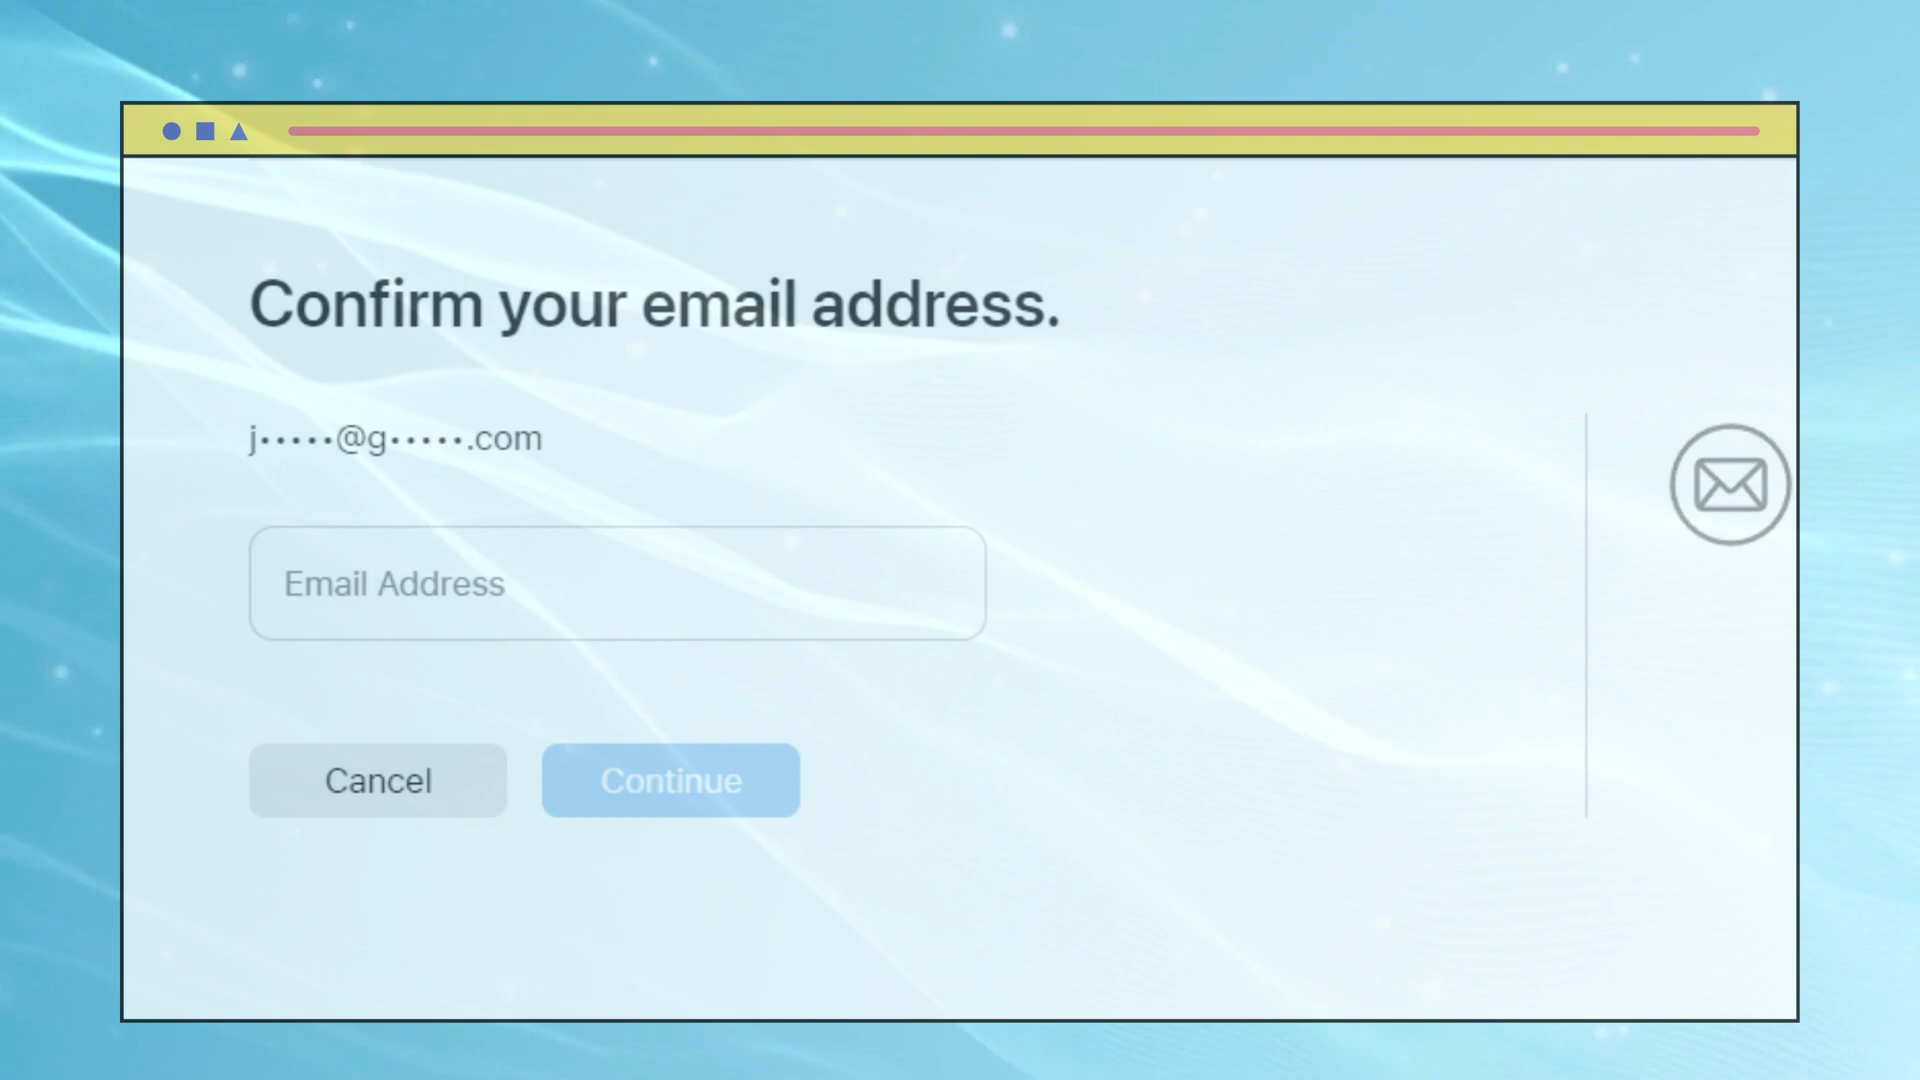 Confirm your email address.
j•••••@g•••••.com
Email Address
Cancel
Continue